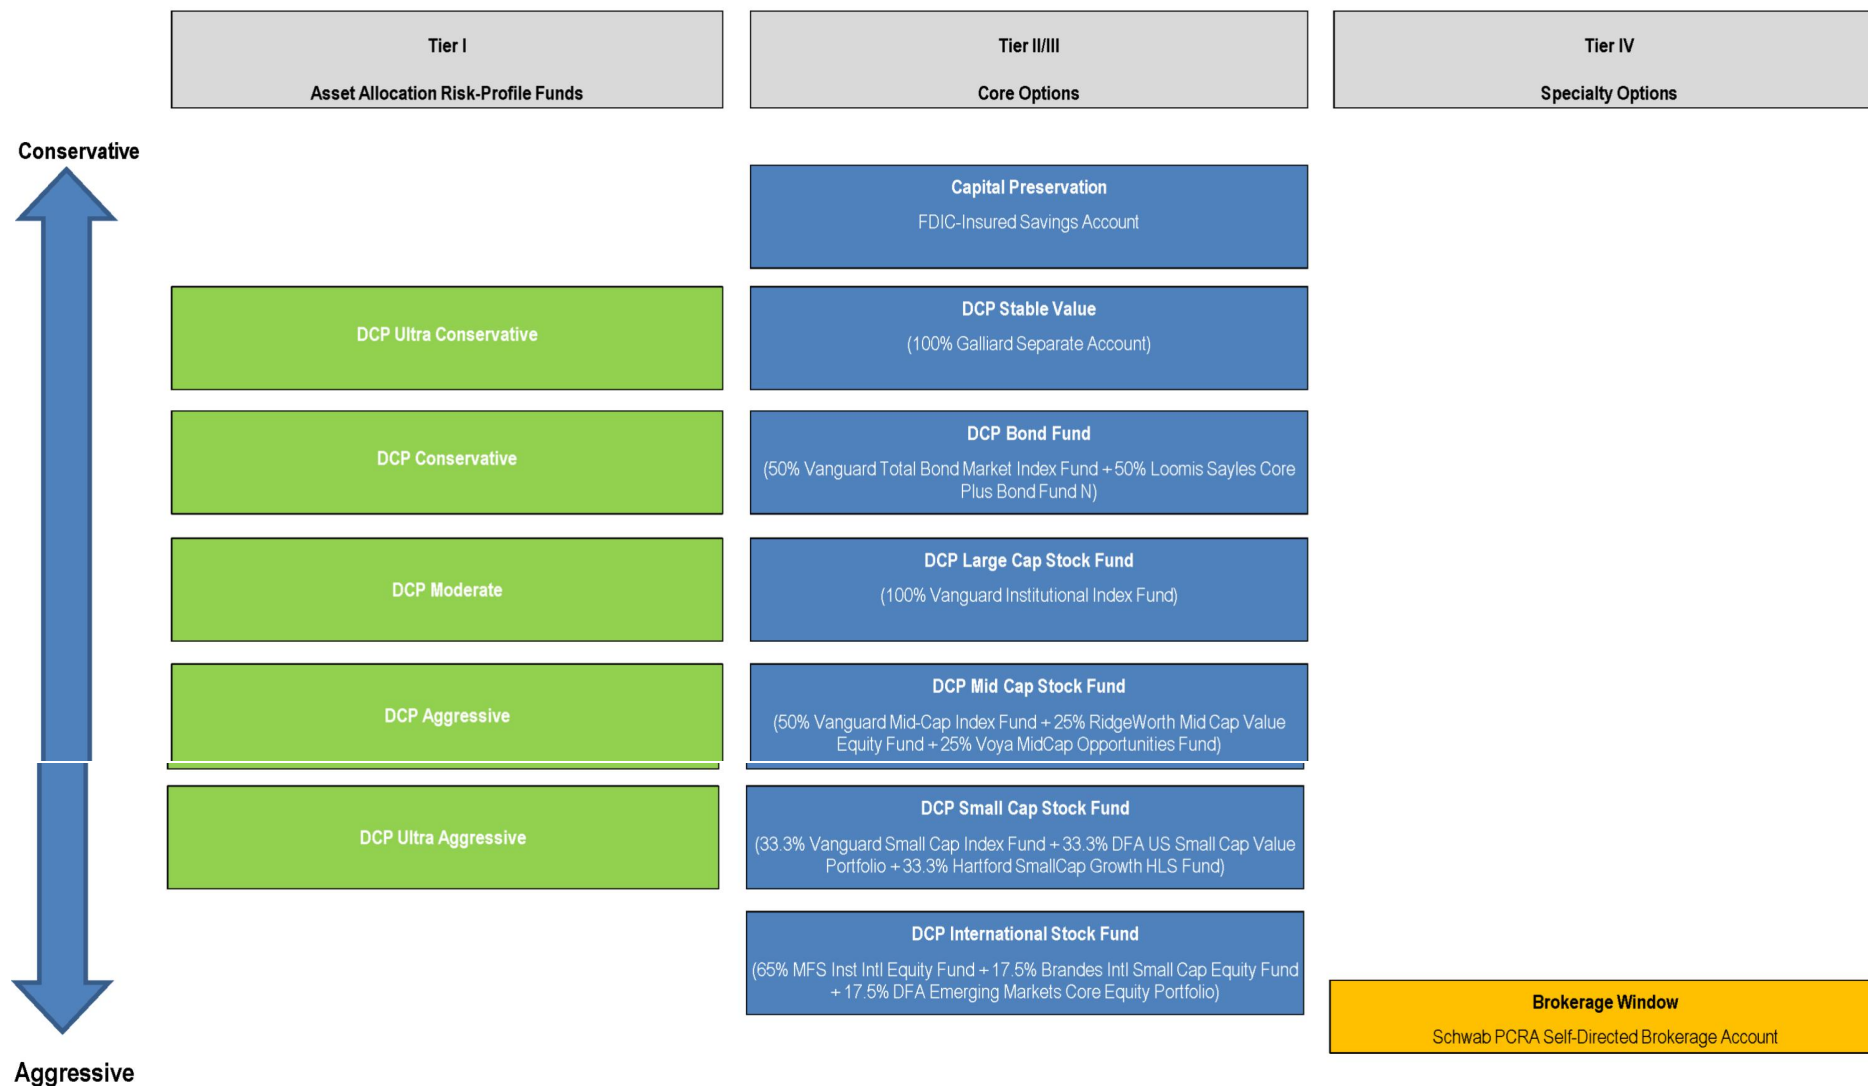 Tier I
Asset Allocation Risk-Profile Funds
Tier II/III
Core Options
Tier IV
Specialty Options
Conservative
Capital Preservation
FDIC-Insured Savings Account
DCP Ultra Conservative
DCP Stable Value
(100% Galliard Separate Account)
DCP Conservative
DCP Bond Fund
(50% Vanguard Total Bond Market Index Fund + 50% Loomis Sayles Core
Plus Bond Fund N)
DCP Moderate
DCP Large Cap Stock Fund
(100% Vanguard Institutional Index Fund)
DCP Aggressive
DCP Mid Cap Stock Fund
(50% Vanguard Mid-Cap Index Fund + 25% RidgeWorth Mid Cap Value
Equity Fund + 25% Voya MidCap Opportunities Fund)
DCP Ultra Aggressive
DCP Small Cap Stock Fund
(33.3% Vanguard Small Cap Index Fund + 33.3% DFA US Small Cap Value
Portfolio + 33.3% Hartford SmallCap Growth HLS Fund)
DCP International Stock Fund
(65% MFS Inst Intl Equity Fund + 17.5% Brandes Intl Small Cap Equity Fund
+ 17.5% DFA Emerging Markets Core Equity Portfolio)
Brokerage Window
Schwab PCRA Self-Directed Brokerage Account
Aggressive